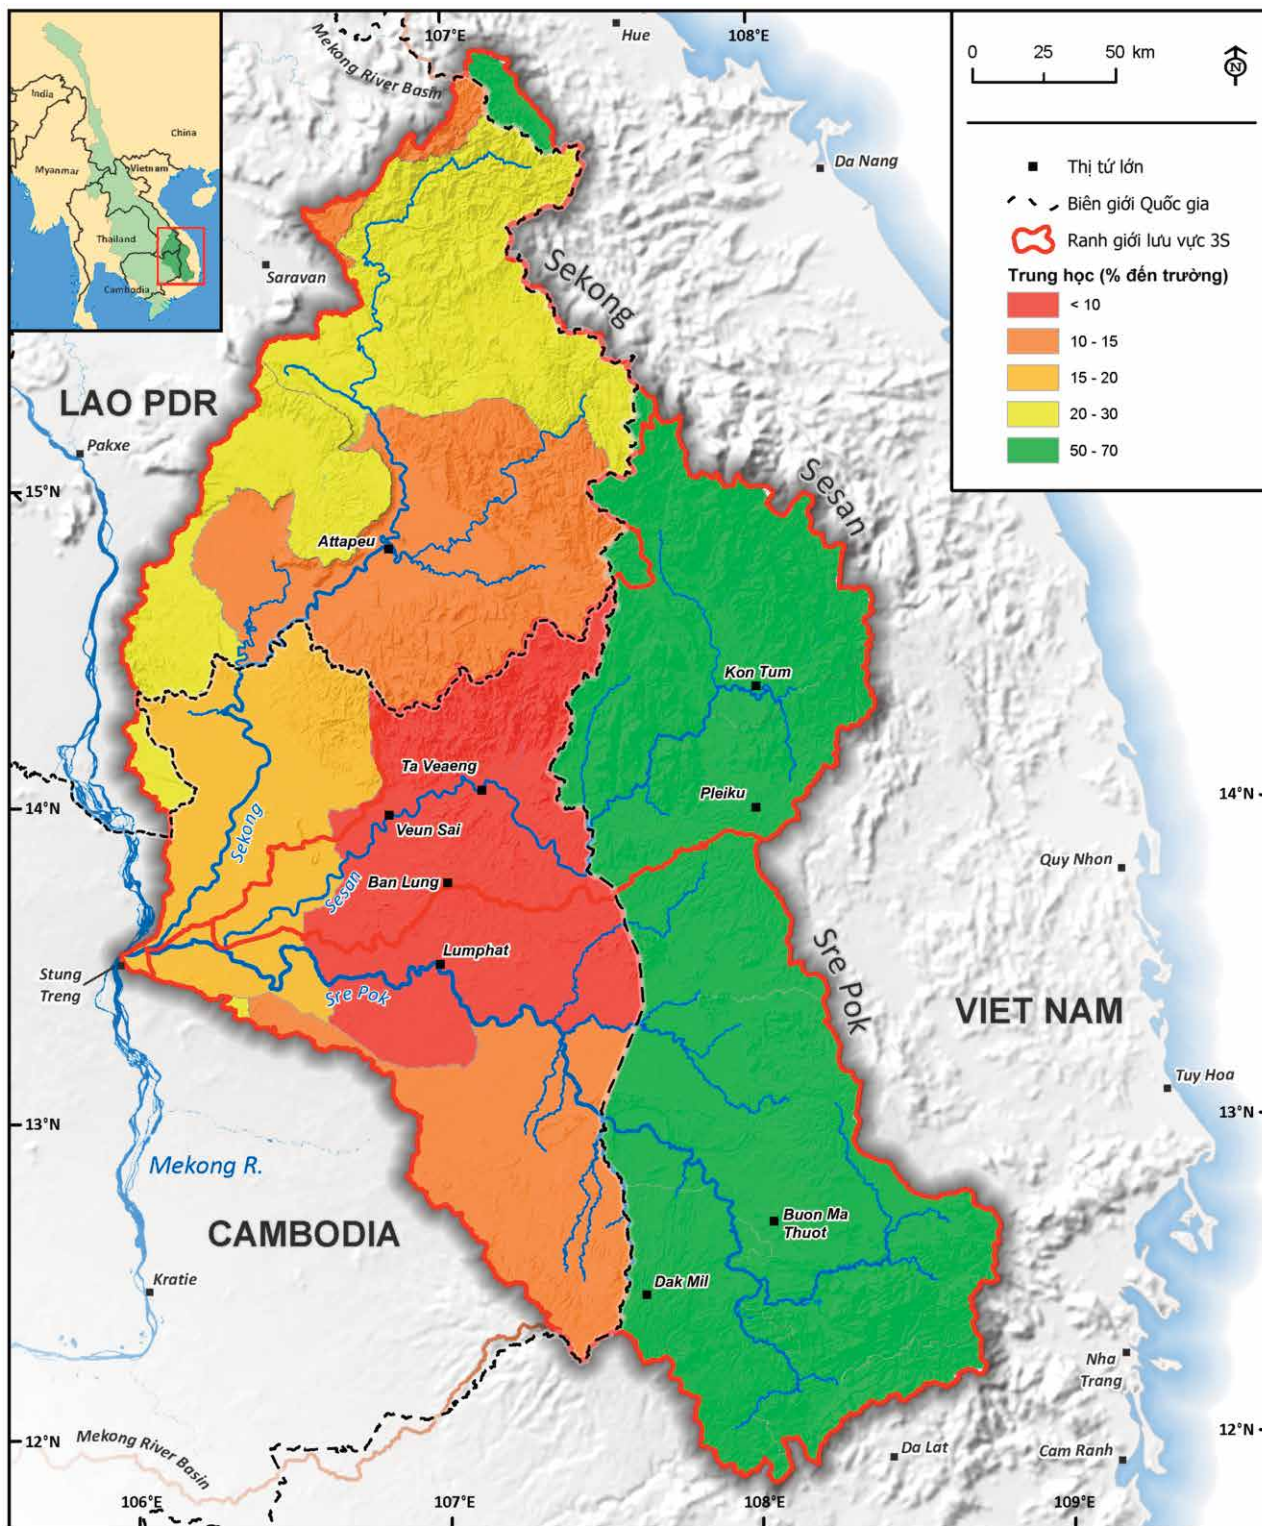 107°E
108°E
Hue
Mekong River Basin
India
China
Myanmar
Vietnam
Thailand
Cambodia
0 25 50 km
N
Thị tứ lớn
Biên giới Quốc gia
Ranh giới lưu vực 3S
Trung học (% đến trường)
< 10
10 - 15
15 - 20
20 - 30
50 - 70
Da Nang
Saravan
Sekong
LAO PDR
Pakxe
Sesan
15°N
Attapeu
Kon Tum
Ta Veaeng
Pleiku
14°N
14°N
Veun Sai
Sekong
Quy Nhon
Ban Lung
Sesan
Lumphat
Sre Pok
Stung
Treng
Sre Pok
VIET NAM
Tuy Hoa
13°N
13°N
Mekong R.
Buon Ma
Thuot
CAMBODIA
Kratie
Dak Mil
Nha
Trang
12°N
12°N
Mekong River Basin
Da Lat
Cam Ranh
106°E
107°E
108°E
109°E